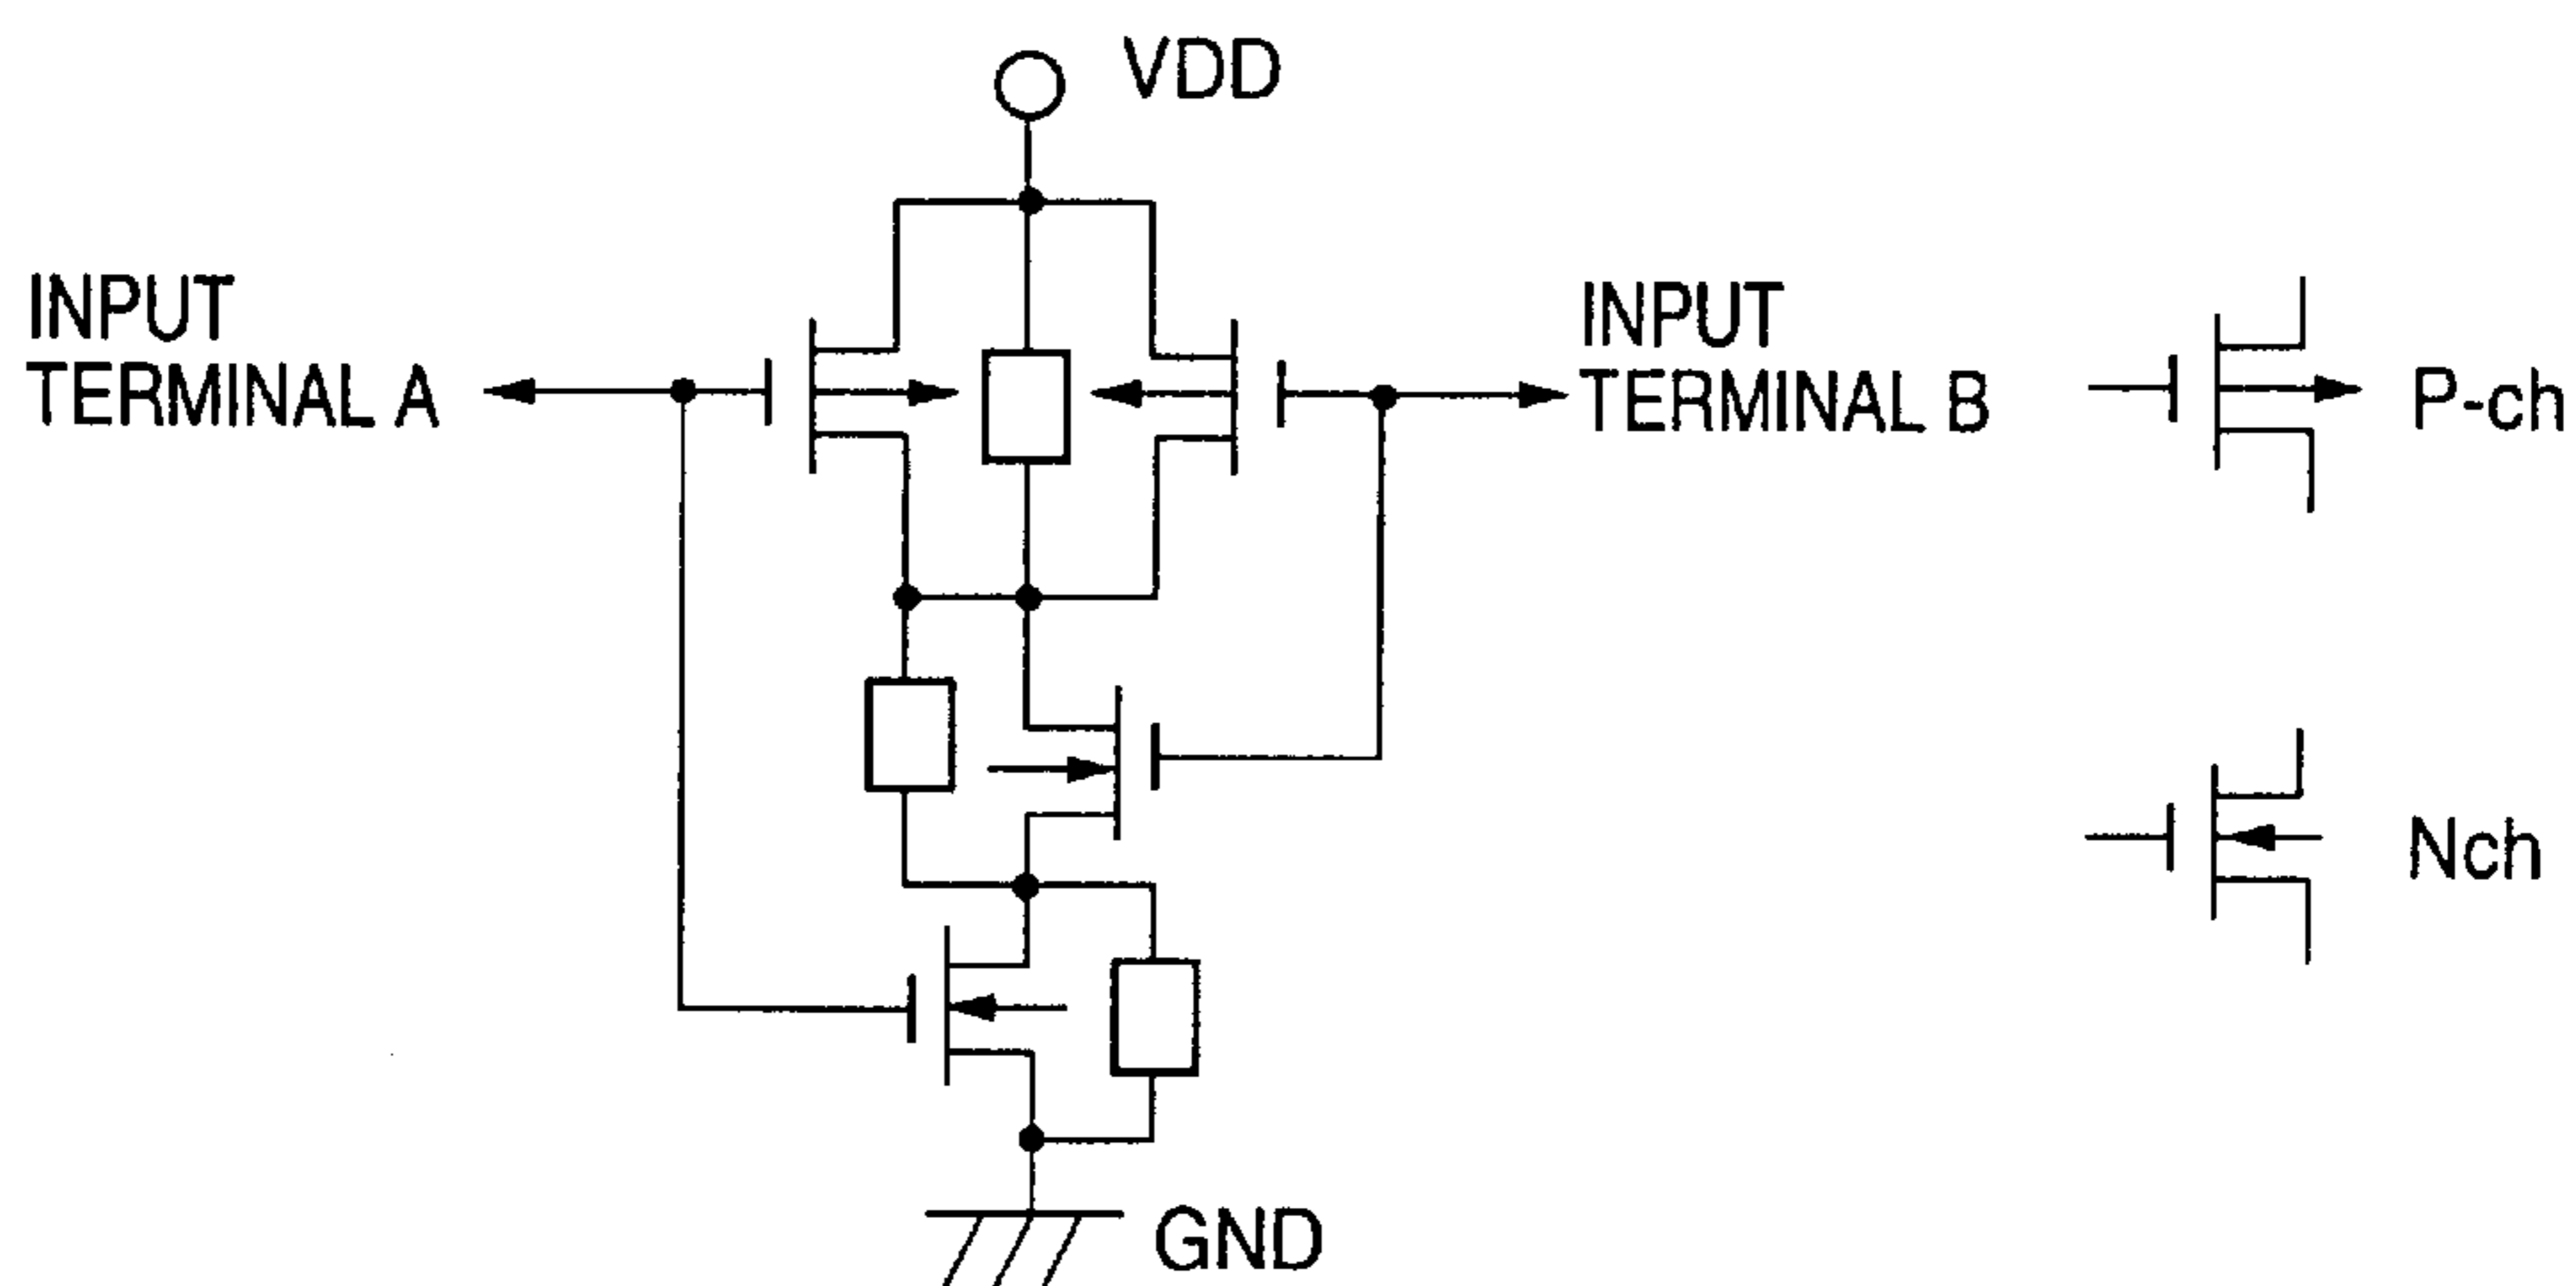 VDD
INPUT
TERMINAL A
INPUT
TERMINAL B
P-ch
Nch
GND